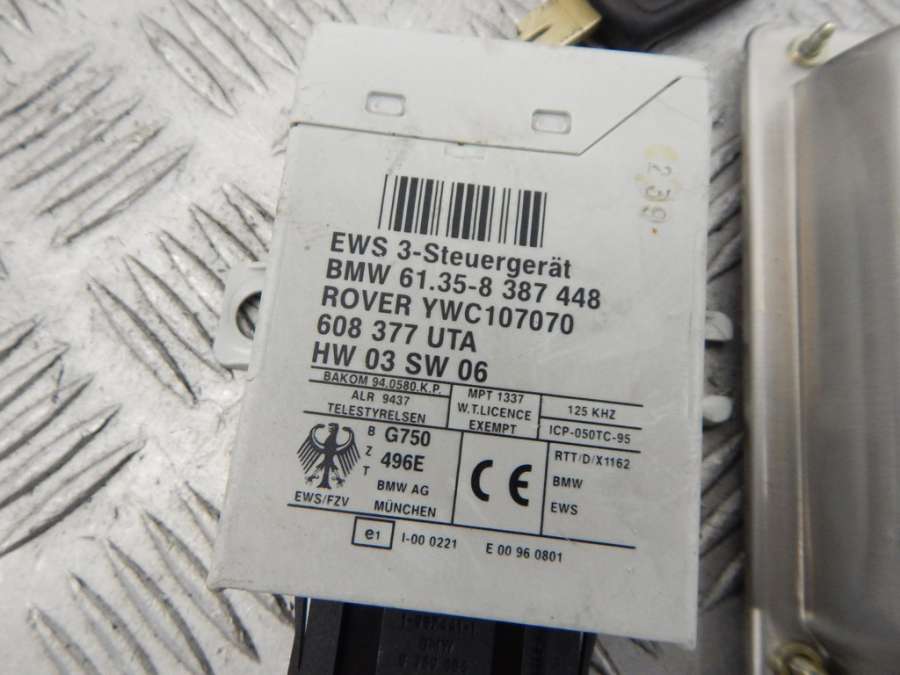 239.
EWS 3-Steuergerät
BMW 61.35-8 387 448
ROVER YWC107070
608 377 UTA
HW 03 SW 06
BAKOM 94.0580.K.P.
ALR 9437
TELESTYRELSEN
MPT 1337
W.T.LICENCE
EXEMPT
125 KHZ
ICP-050TC-95
EWS/FZV
B
Z
T
G750
496E
BMW AG
MÜNCHEN
CE
RTT/D/X1162
BMW
EWS
e1
I-00 0221
E 00 96 0801
BMW